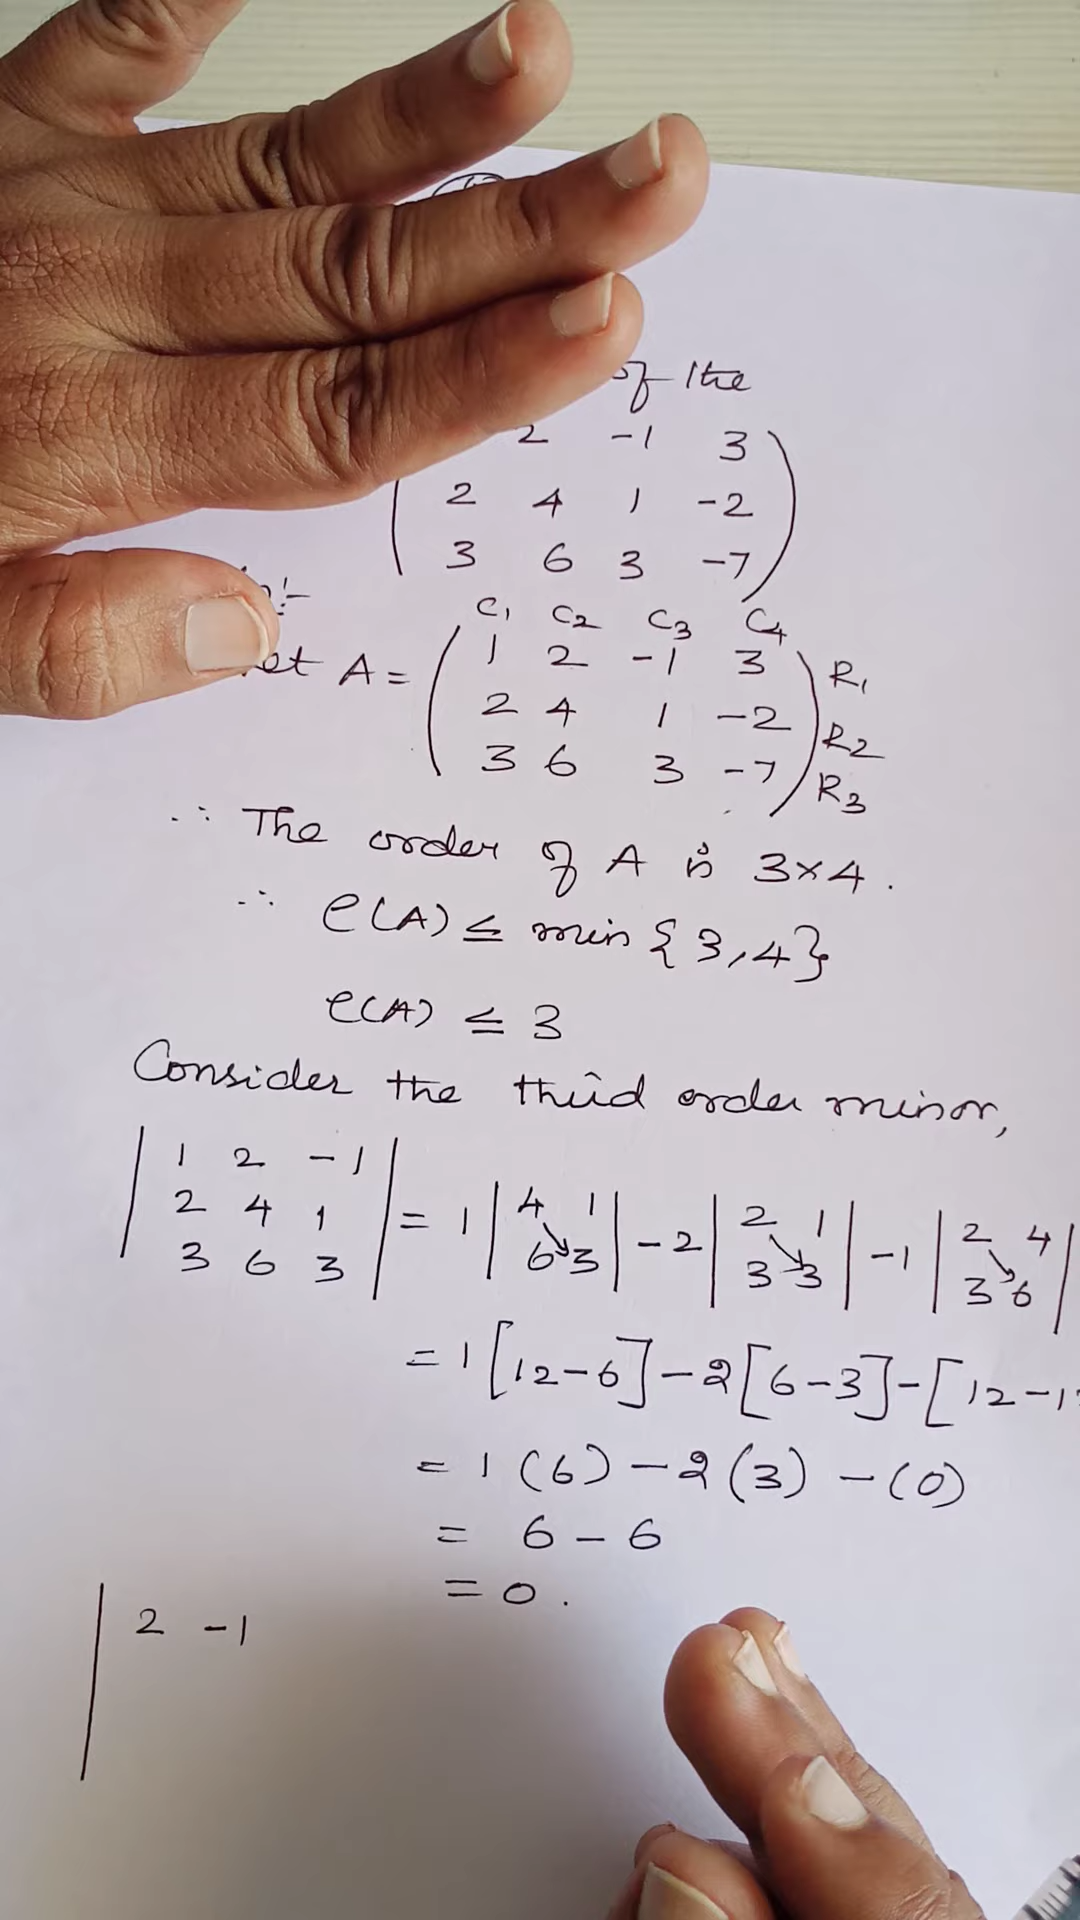 of the
2 -1 3
2 4 1 -2
3 6 3 -7
C1 C2 C3 C4
A = ( 1 2 -1 3 ) R1
2 4 1 -2 R2
3 6 3 -7 R3
∴ The order of A is 3×4.
∴ ρ(A) ≤ min {3,4}
ρ(A) ≤ 3
Consider the third order minor,
| 1 2 -1 |
| 2 4 1 | = 1 | 4 1 | -2 | 2 1 | -1 | 2 4 |
| 3 6 3 | | 6 3 | | 3 3 | | 3 6 |
= 1 [12-6] -2 [6-3] - [12-1
= 1 (6) - 2 (3) - (0)
= 6 - 6
= 0.
| 2 -1